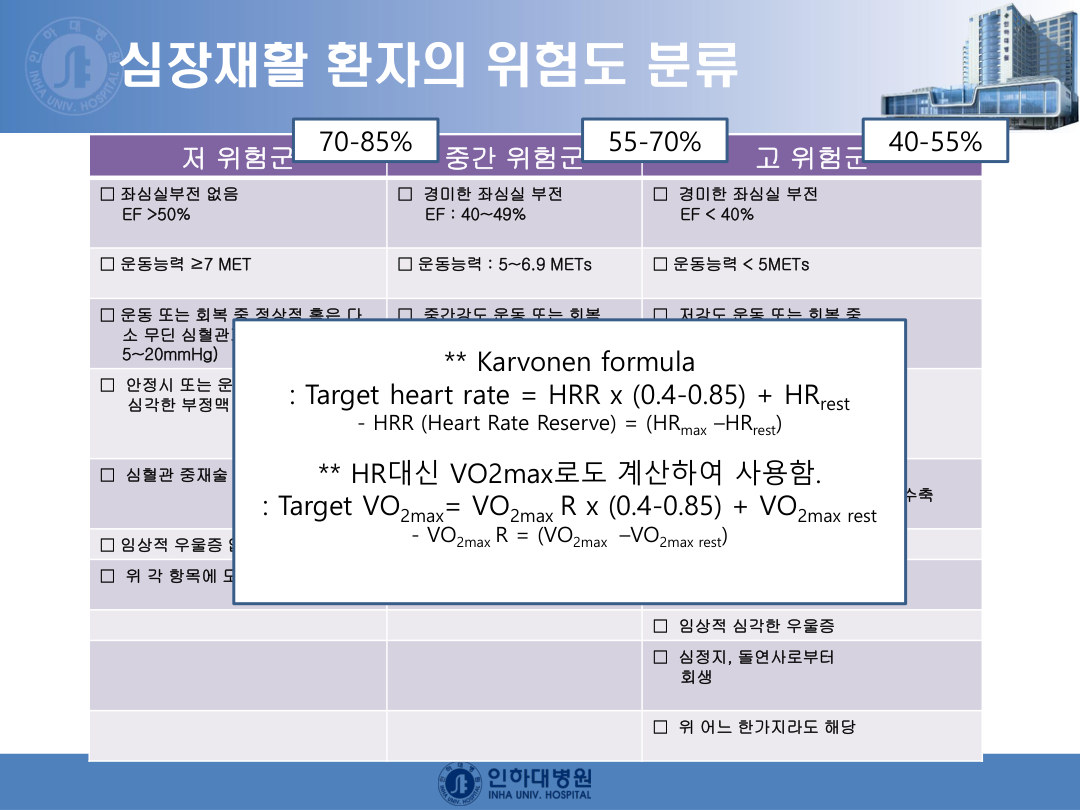 심장재활 환자의 위험도 분류
인하대병원
INHA UNIV. HOSPITAL
70-85%
55-70%
40-55%
저 위험군
중간 위험군
고 위험군
□ 좌심실부전 없음
EF >50%
□ 경미한 좌심실 부전
EF : 40~49%
□ 경미한 좌심실 부전
EF < 40%
□ 운동능력 ≥7 MET
□ 운동능력 : 5~6.9 METs
□ 운동능력 < 5METs
□ 운동 또는 회복 중 정상적 혹은 다
소 무딘 심혈관
5~20mmHg)
□ 중간강도 운동 또는 회복
□ 저강도 운동 또는 회복 중
□ 안정시 또는 운
심각한 부정맥
□ 심혈관 중재술
수축
□ 임상적 우울증
□ 위 각 항목에 모
** Karvonen formula
: Target heart rate = HRR x (0.4-0.85) + HRrest
- HRR (Heart Rate Reserve) = (HRmax –HRrest)
** HR대신 VO2max로도 계산하여 사용함.
: Target VO2max= VO2max R x (0.4-0.85) + VO2max rest
- VO2max R = (VO2max –VO2max rest)
□ 임상적 심각한 우울증
□ 심정지, 돌연사로부터
회생
□ 위 어느 한가지라도 해당
인하대병원
INHA UNIV. HOSPITAL